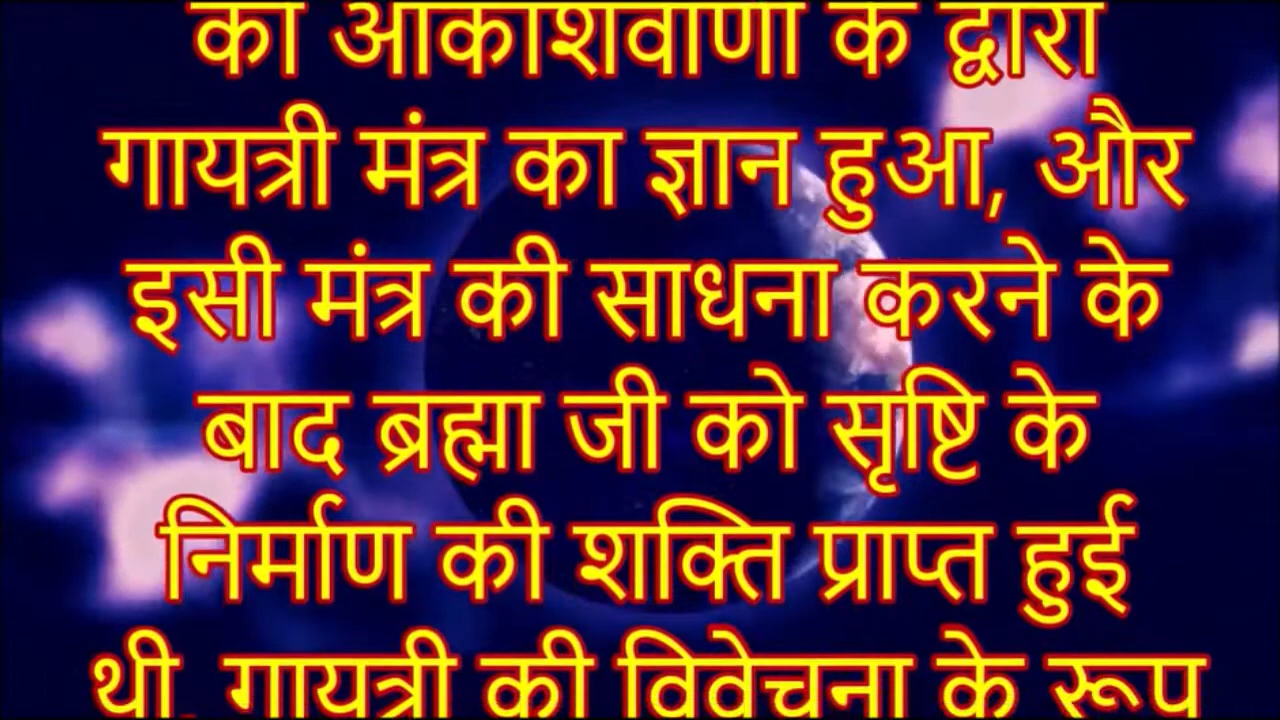 को आकाशवाणी के द्वारा
गायत्री मंत्र का ज्ञान हुआ, और
इसी मंत्र की साधना करने के
बाद ब्रह्मा जी को सृष्टि के
निर्माण की शक्ति प्राप्त हुई
थी, गायत्री की विवेचना के रूप